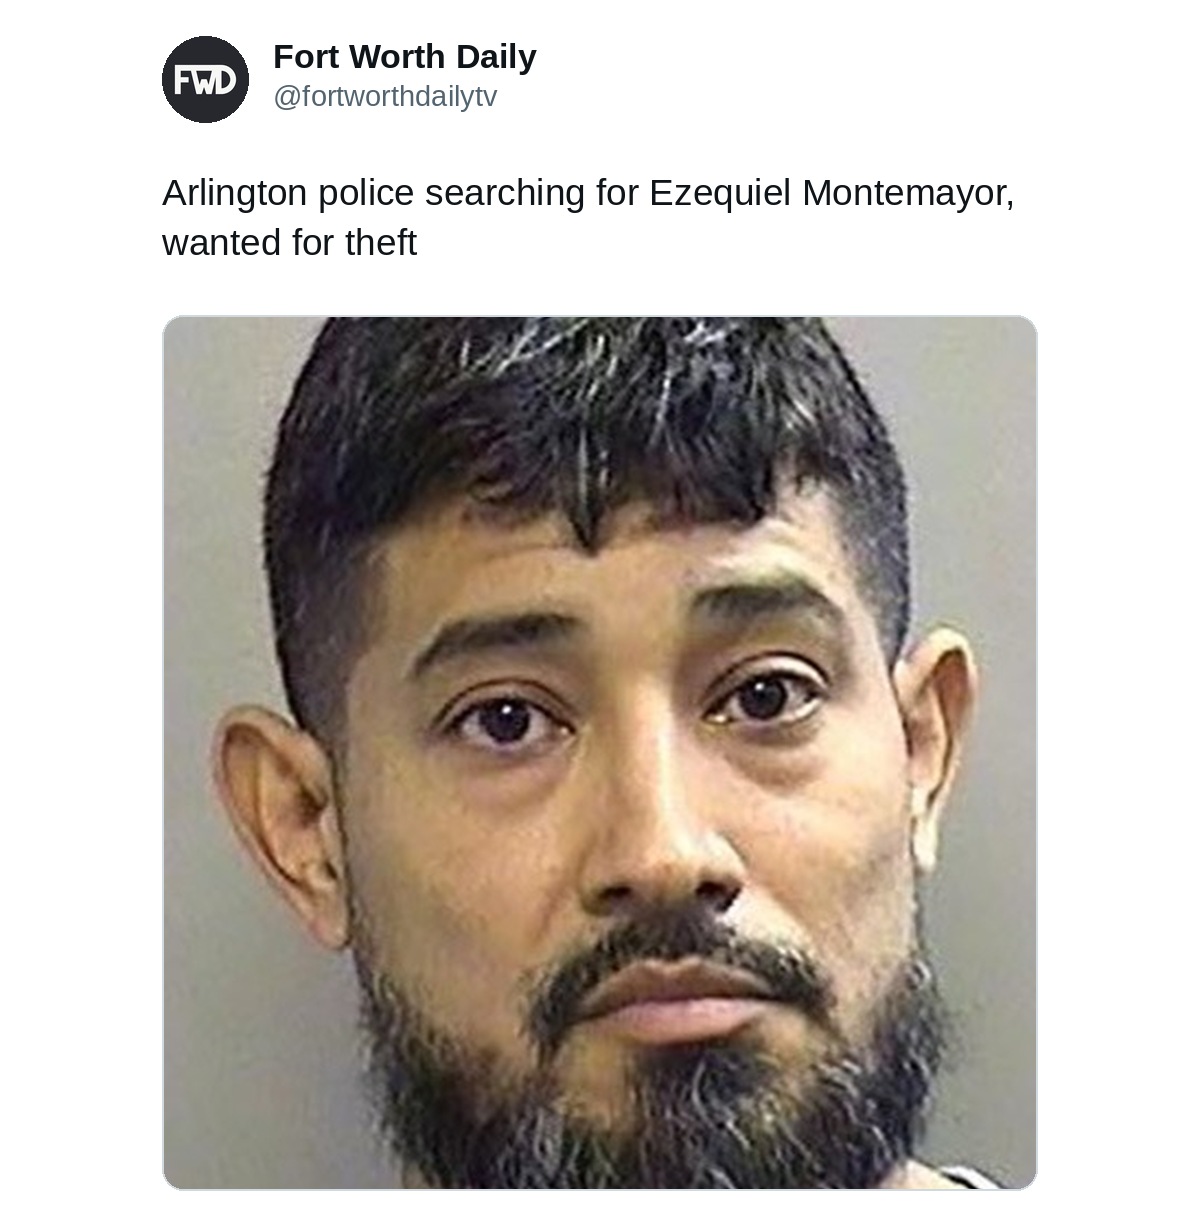 FWD
Fort Worth Daily
@fortworthdailytv
Arlington police searching for Ezequiel Montemayor,
wanted for theft